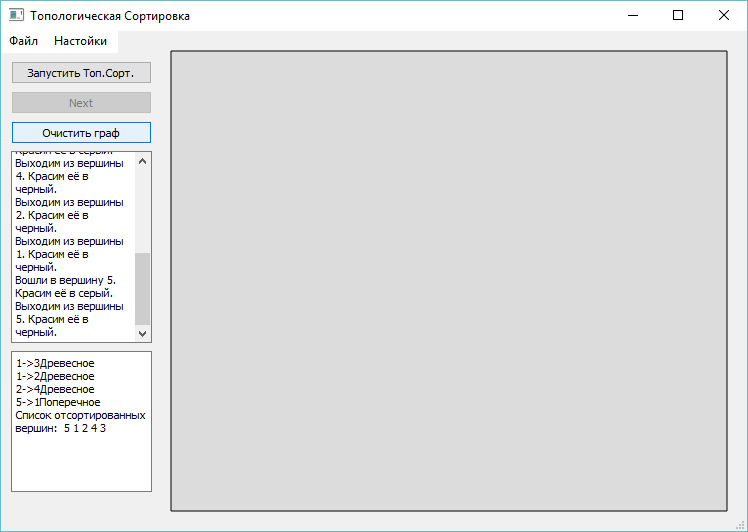 Топологическая Сортировка
Файл Настойки
Запустить Топ.Сорт.
Next
Очистить граф
Красим её в серый.
Выходим из вершины
4. Красим её в
черный.
Выходим из вершины
2. Красим её в
черный.
Выходим из вершины
1. Красим её в
черный.
Вошли в вершину 5.
Красим её в серый.
Выходим из вершины
5. Красим её в
черный.
1->3Древесное
1->2Древесное
2->4Древесное
5->1Поперечное
Список отсортированных
вершин: 5 1 2 4 3